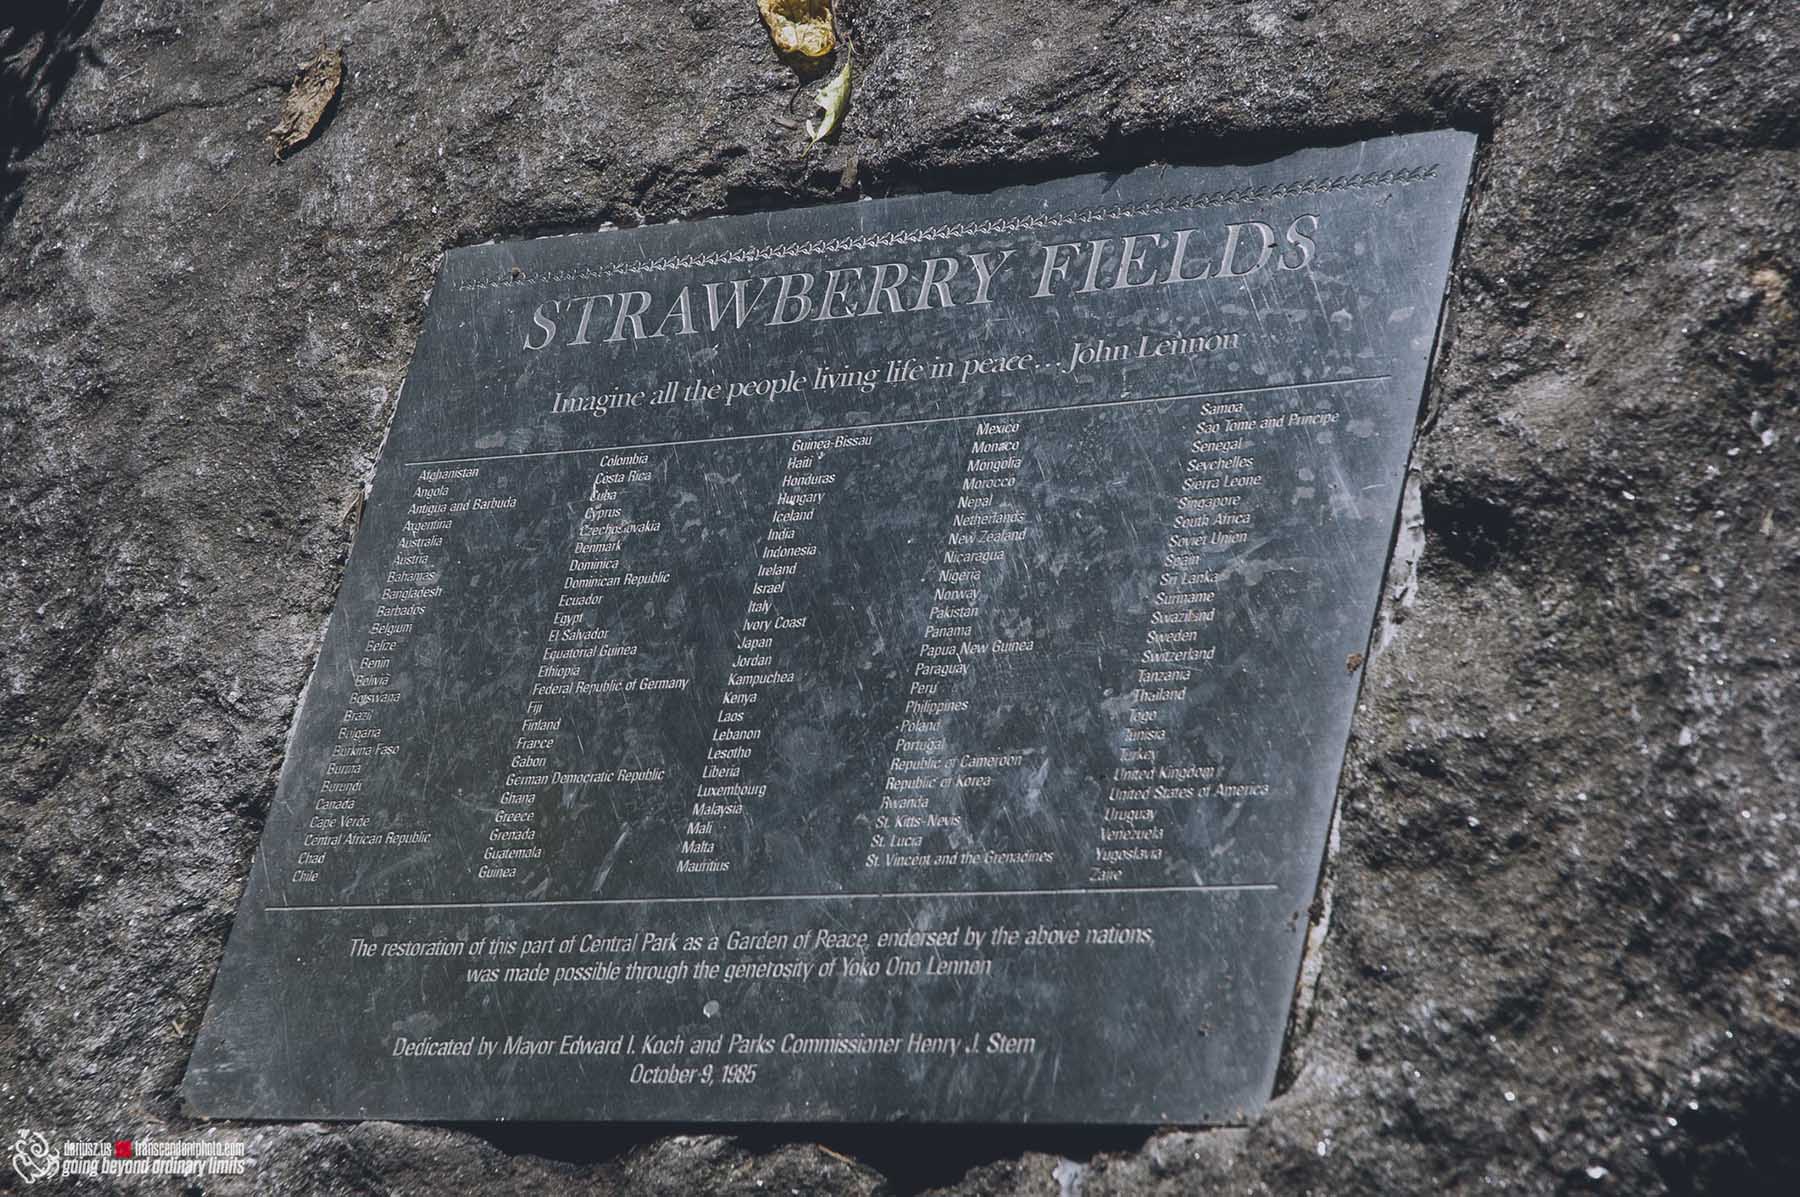 STRAWBERRY FIELDS
Imagine all the people living life in peace... John Lennon
Afghanistan
Angola
Antigua and Barbuda
Argentina
Australia
Austria
Bahamas
Bangladesh
Barbados
Belgium
Belize
Benin
Bolivia
Botswana
Brazil
Bulgaria
Burkina Faso
Burma
Burundi
Canada
Cape Verde
Central African Republic
Chad
Chile
Colombia
Costa Rica
Cuba
Cyprus
Czechoslovakia
Denmark
Dominica
Dominican Republic
Ecuador
Egypt
El Salvador
Equatorial Guinea
Ethiopia
Federal Republic of Germany
Fiji
Finland
France
Gabon
German Democratic Republic
Ghana
Greece
Grenada
Guatemala
Guinea
Guinea-Bissau
Haiti
Honduras
Hungary
Iceland
India
Indonesia
Ireland
Israel
Italy
Ivory Coast
Japan
Jordan
Kampuchea
Kenya
Laos
Lebanon
Lesotho
Liberia
Luxembourg
Malaysia
Mali
Malta
Mauritius
Mexico
Monaco
Mongolia
Morocco
Nepal
Netherlands
New Zealand
Nicaragua
Nigeria
Norway
Pakistan
Panama
Papua New Guinea
Paraguay
Peru
Philippines
Poland
Portugal
Republic of Cameroon
Republic of Korea
Rwanda
St. Kitts-Nevis
St. Lucia
St. Vincent and the Grenadines
Samoa
Sao Tome and Principe
Senegal
Seychelles
Sierra Leone
Singapore
South Africa
Soviet Union
Spain
Sri Lanka
Suriname
Swaziland
Sweden
Switzerland
Tanzania
Thailand
Togo
Tunisia
Turkey
United Kingdom
United States of America
Uruguay
Venezuela
Yugoslavia
Zaire
The restoration of this part of Central Park as a Garden of Peace, endorsed by the above nations,
was made possible through the generosity of Yoko Ono Lennon
Dedicated by Mayor Edward I. Koch and Parks Commissioner Henry J. Stern
October 9, 1985
dariusz.us transcendentphoto.com
going beyond ordinary limits